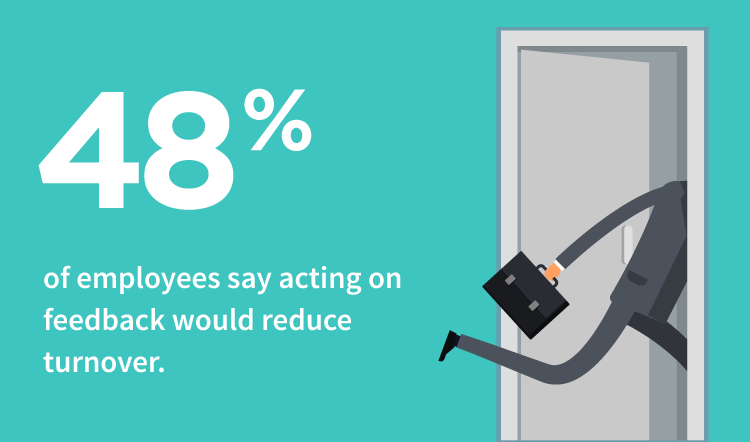 48%
of employees say acting on
feedback would reduce
turnover.